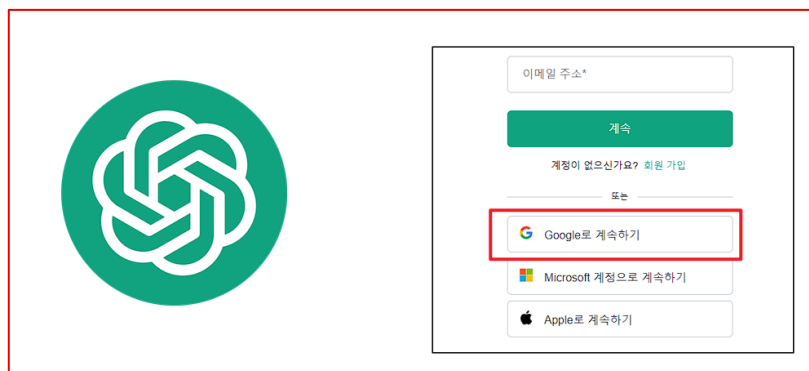 이메일 주소*
계속
계정이 없으신가요? 회원 가입
또는
Google로 계속하기
Microsoft 계정으로 계속하기
Apple로 계속하기